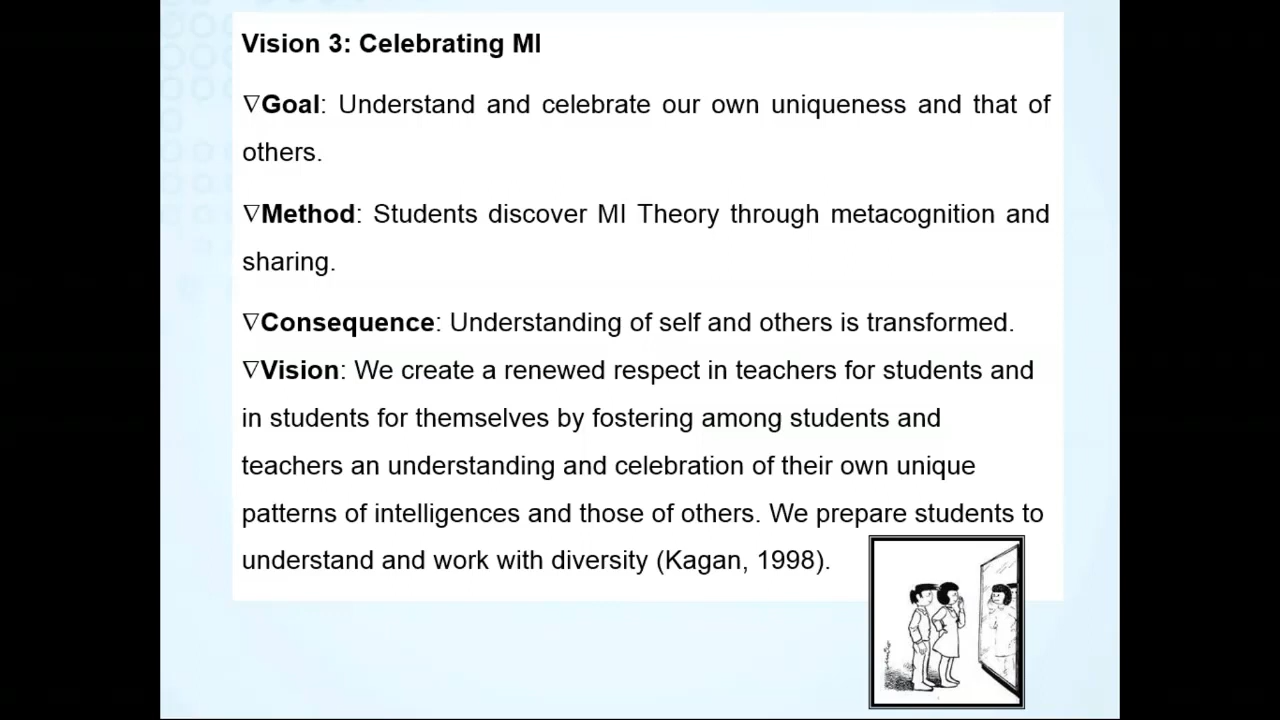 Vision 3: Celebrating MI
∇Goal: Understand and celebrate our own uniqueness and that of
others.
∇Method: Students discover MI Theory through metacognition and
sharing.
∇Consequence: Understanding of self and others is transformed.
∇Vision: We create a renewed respect in teachers for students and
in students for themselves by fostering among students and
teachers an understanding and celebration of their own unique
patterns of intelligences and those of others. We prepare students to
understand and work with diversity (Kagan, 1998).